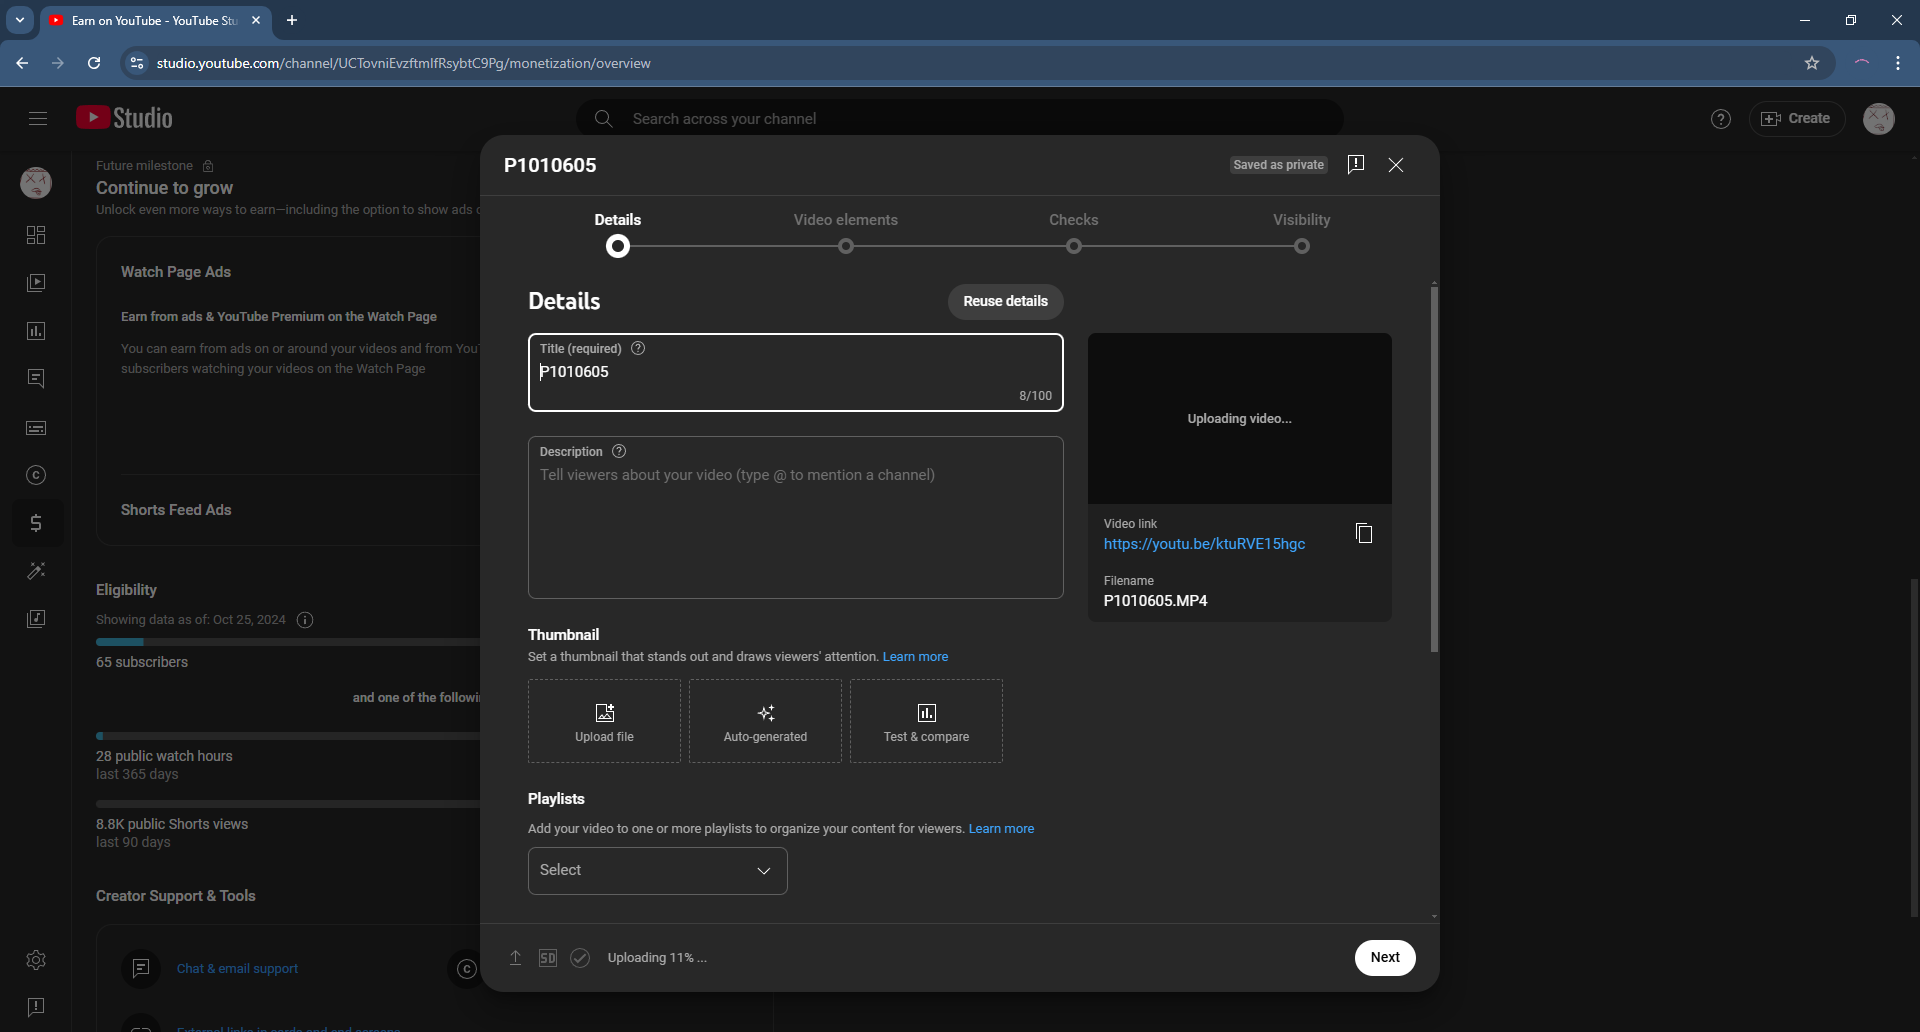 Earn on YouTube - YouTube Stu
studio.youtube.com/channel/UCTovniEvzftmlfRsybtC9Pg/monetization/overview
Studio
Search across your channel
Create
Future milestone
Continue to grow
Unlock even more ways to earn—including the option to show ads
Watch Page Ads
Earn from ads & YouTube Premium on the Watch Page
You can earn from ads on or around your videos and from You
subscribers watching your videos on the Watch Page
Shorts Feed Ads
Eligibility
Showing data as of: Oct 25, 2024
65 subscribers
and one of the followi
28 public watch hours
last 365 days
8.8K public Shorts views
last 90 days
Creator Support & Tools
Chat & email support
External links in cards and end screens
P1010605
Saved as private
Details
Video elements
Checks
Visibility
Details
Reuse details
Title (required)
P1010605
8/100
Description
Tell viewers about your video (type @ to mention a channel)
Uploading video...
Video link
https://youtu.be/ktuRVE15hgc
Filename
P1010605.MP4
Thumbnail
Set a thumbnail that stands out and draws viewers' attention. Learn more
Upload file
Auto-generated
Test & compare
Playlists
Add your video to one or more playlists to organize your content for viewers. Learn more
Select
SD
Uploading 11% ...
Next